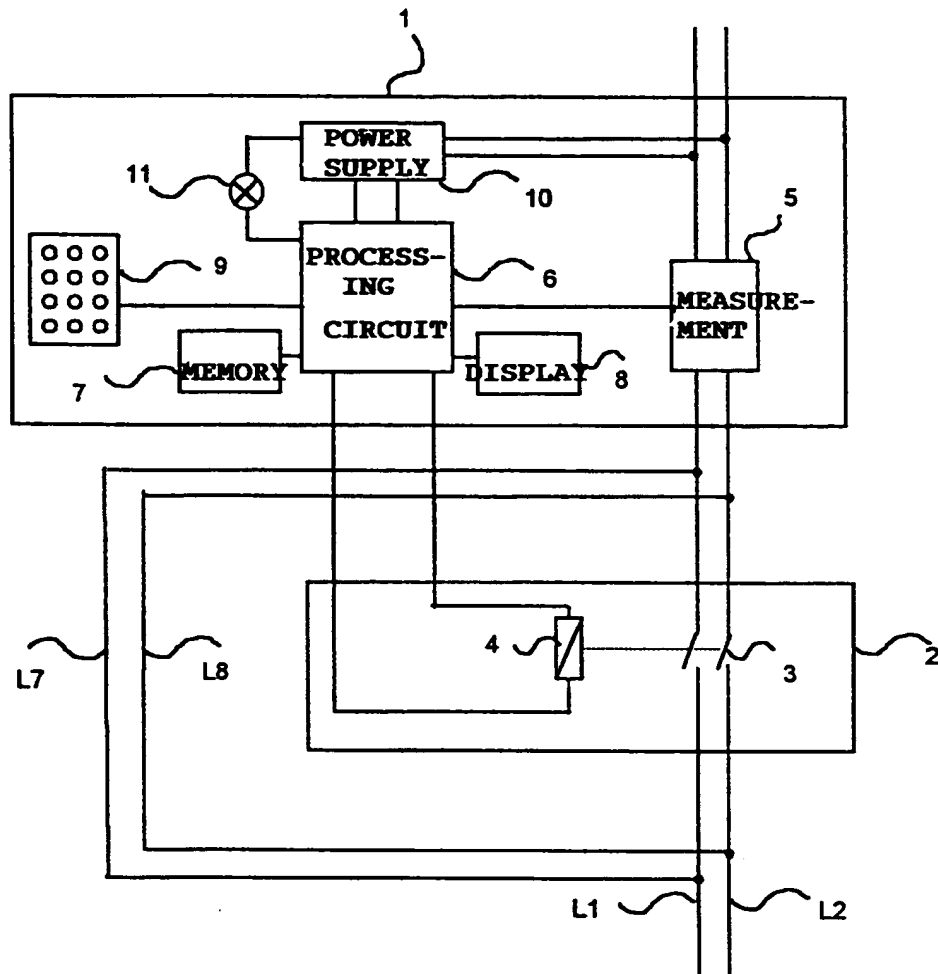 1
POWER
SUPPLY
11
10
5
9
PROCESS-
ING
CIRCUIT
6
MEASURE-
MENT
7
MEMORY
DISPLAY
8
4
3
2
L7
L8
L1
L2